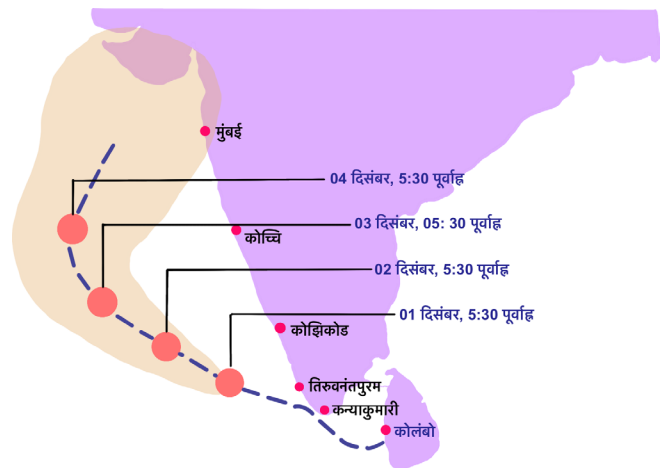 मुंबई
04 दिसंबर, 5:30 पूर्वाह्न
03 दिसंबर, 05: 30 पूर्वाह्न
कोच्चि
02 दिसंबर, 5:30 पूर्वाह्न
01 दिसंबर, 5:30 पूर्वाह्न
कोझिकोड
तिरुवनंतपुरम
कन्याकुमारी
कोलंबो